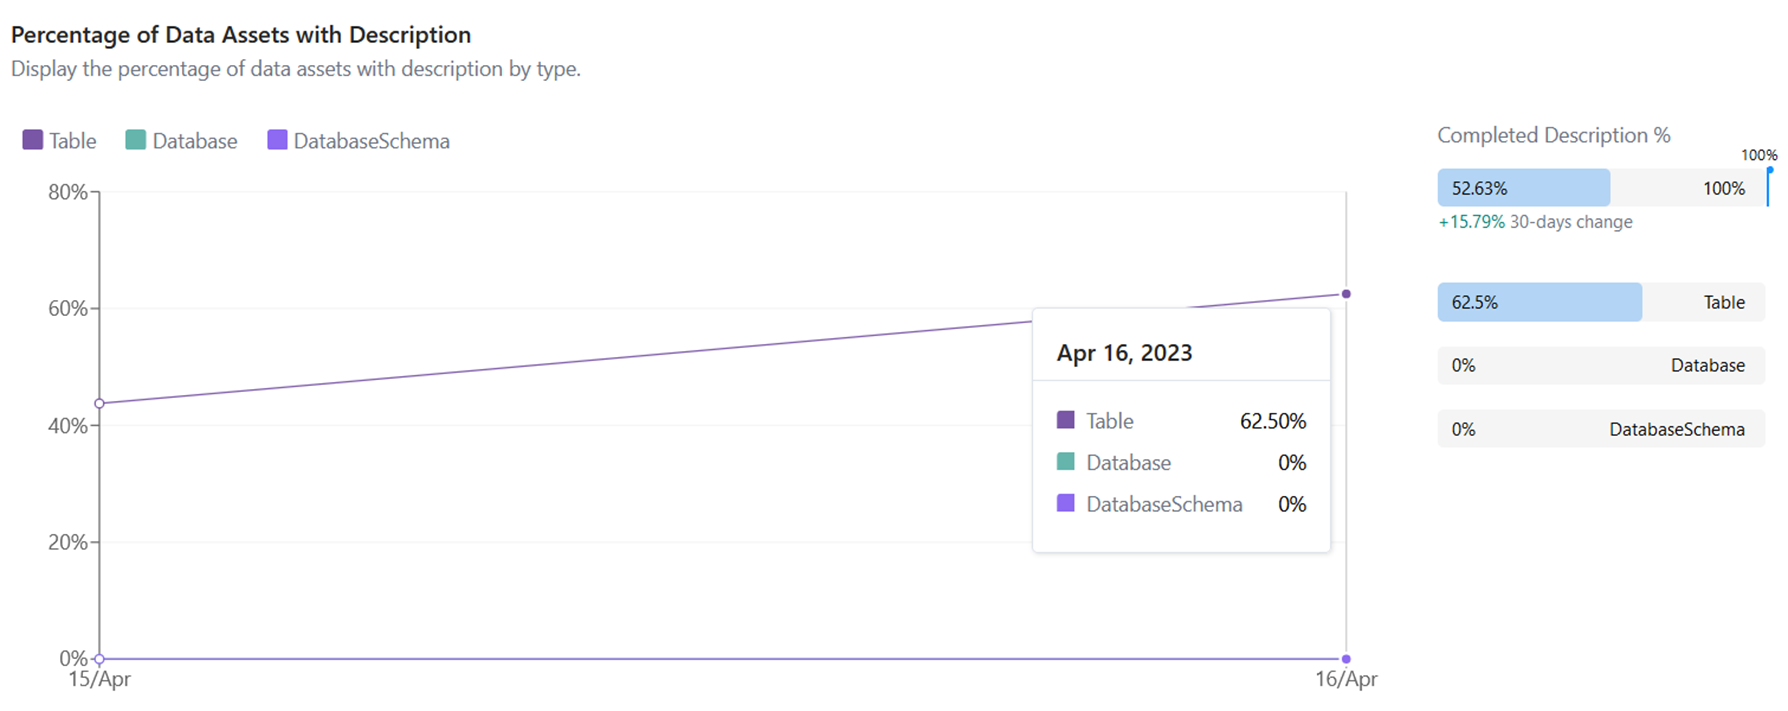 Percentage of Data Assets with Description
Display the percentage of data assets with description by type.
Table Database DatabaseSchema
80%
60%
40%
20%
0%
15/Apr 16/Apr
Apr 16, 2023
Table 62.50%
Database 0%
DatabaseSchema 0%
Completed Description %
100%
52.63% 100%
+15.79% 30-days change
62.5% Table
0% Database
0% DatabaseSchema